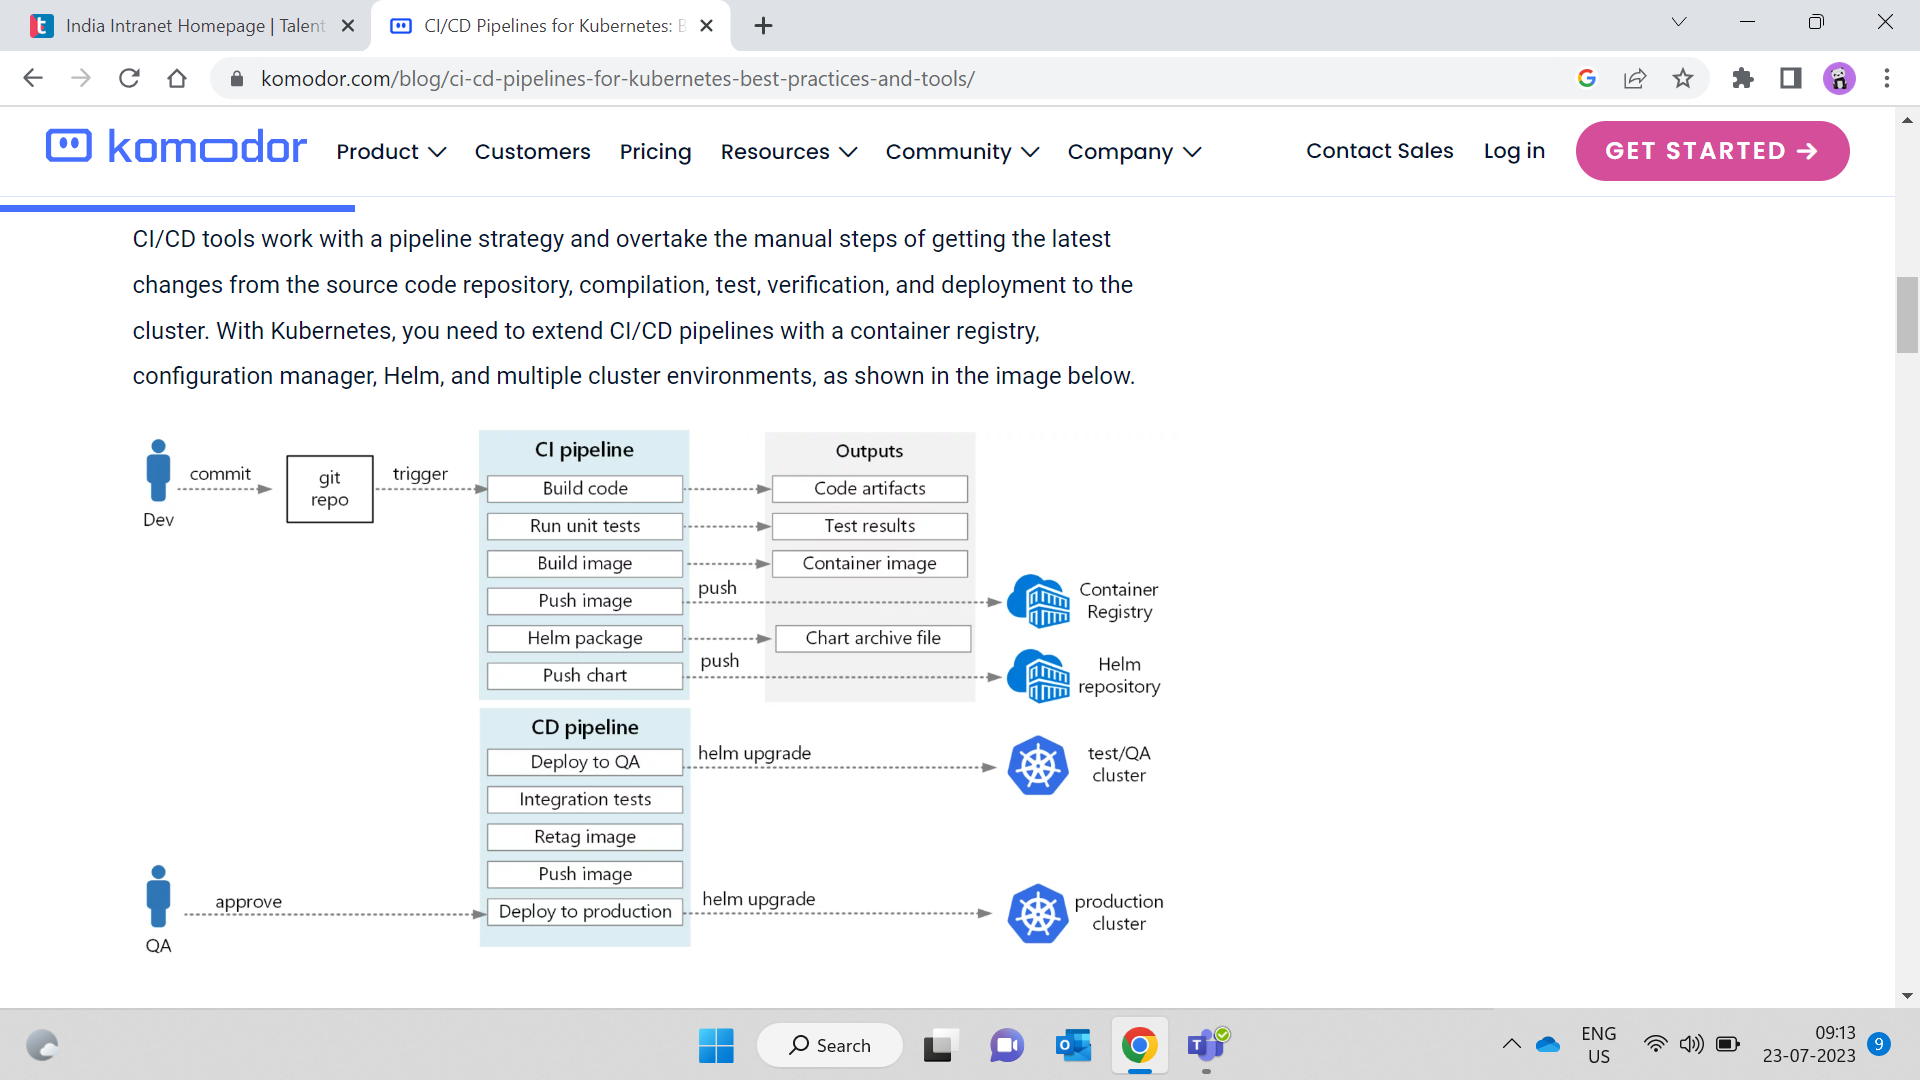 India Intranet Homepage | Talent
CI/CD Pipelines for Kubernetes: B
komodor.com/blog/ci-cd-pipelines-for-kubernetes-best-practices-and-tools/
komodor
Product
Customers
Pricing
Resources
Community
Company
Contact Sales
Log in
GET STARTED →
CI/CD tools work with a pipeline strategy and overtake the manual steps of getting the latest
changes from the source code repository, compilation, test, verification, and deployment to the
cluster. With Kubernetes, you need to extend CI/CD pipelines with a container registry,
configuration manager, Helm, and multiple cluster environments, as shown in the image below.
Dev
commit
git
repo
trigger
CI pipeline
Build code
Run unit tests
Build image
Push image
Helm package
Push chart
Outputs
Code artifacts
Test results
Container image
push
Container
Registry
Chart archive file
push
Helm
repository
CD pipeline
Deploy to QA
Integration tests
Retag image
Push image
Deploy to production
helm upgrade
test/QA
cluster
QA
approve
helm upgrade
production
cluster
Search
ENG
US
09:13
23-07-2023
9